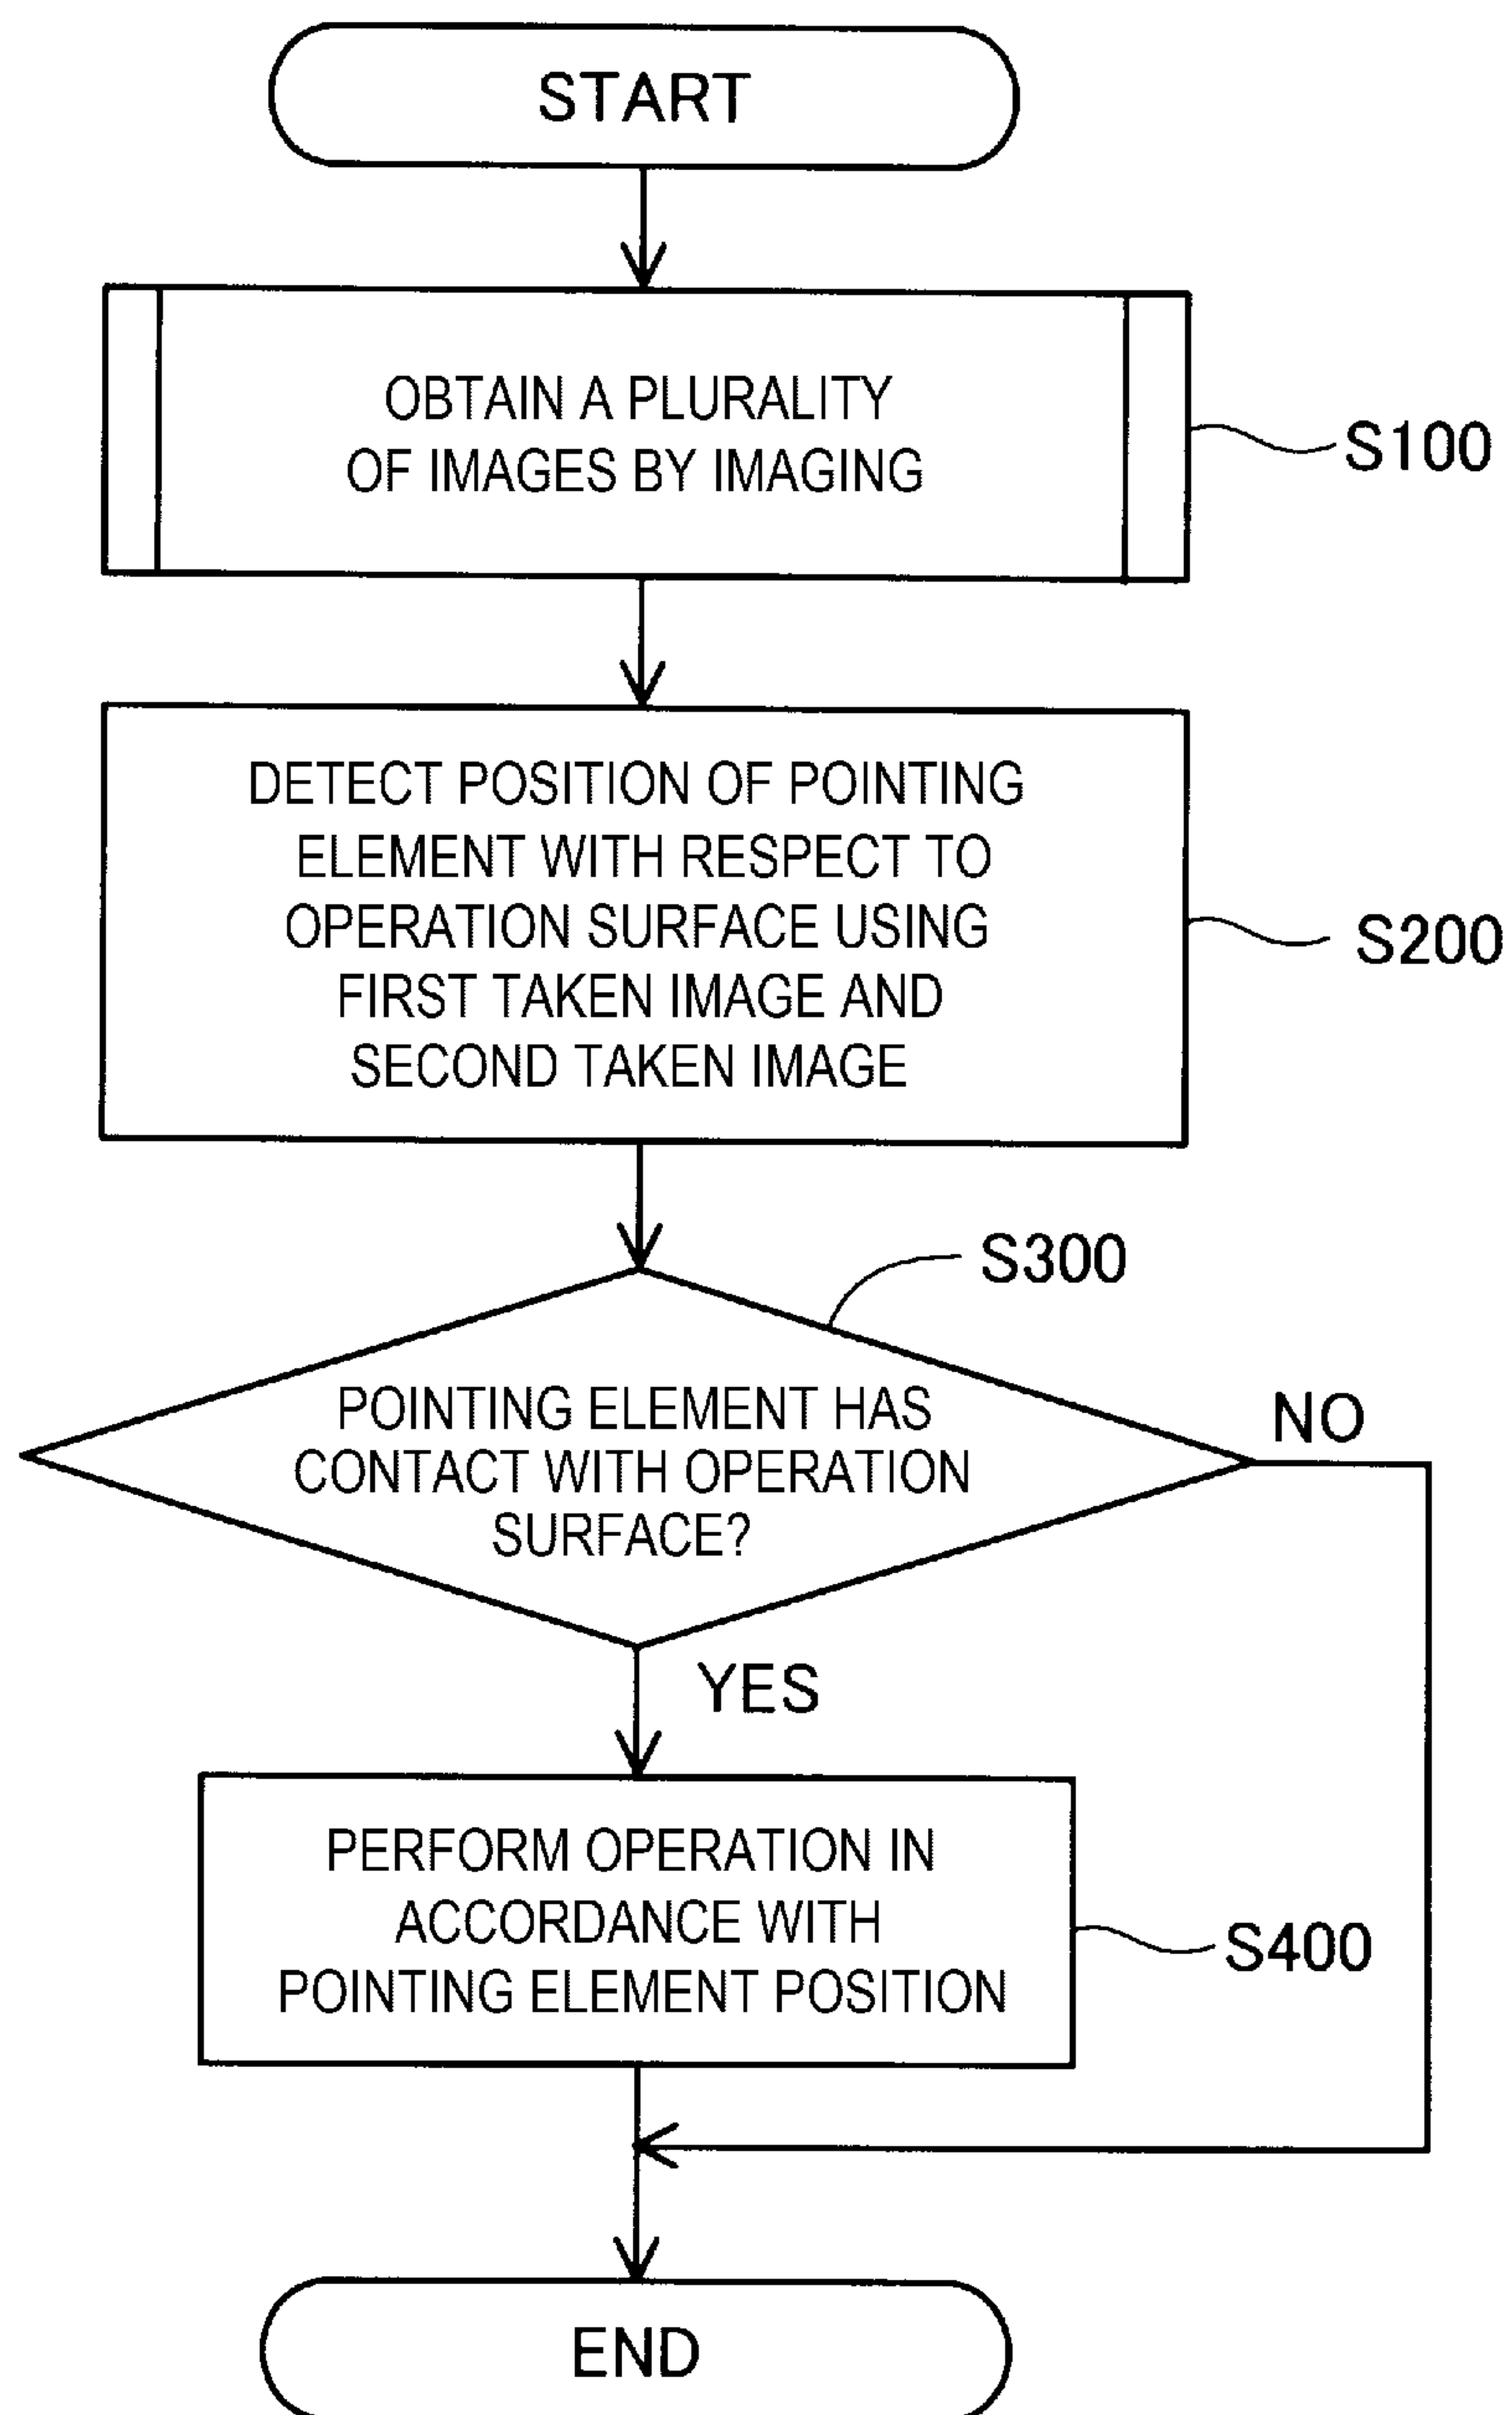 START
OBTAIN A PLURALITY
OF IMAGES BY IMAGING
S100
DETECT POSITION OF POINTING
ELEMENT WITH RESPECT TO
OPERATION SURFACE USING
FIRST TAKEN IMAGE AND
SECOND TAKEN IMAGE
S200
S300
POINTING ELEMENT HAS
CONTACT WITH OPERATION
SURFACE?
NO
YES
PERFORM OPERATION IN
ACCORDANCE WITH
POINTING ELEMENT POSITION
S400
END